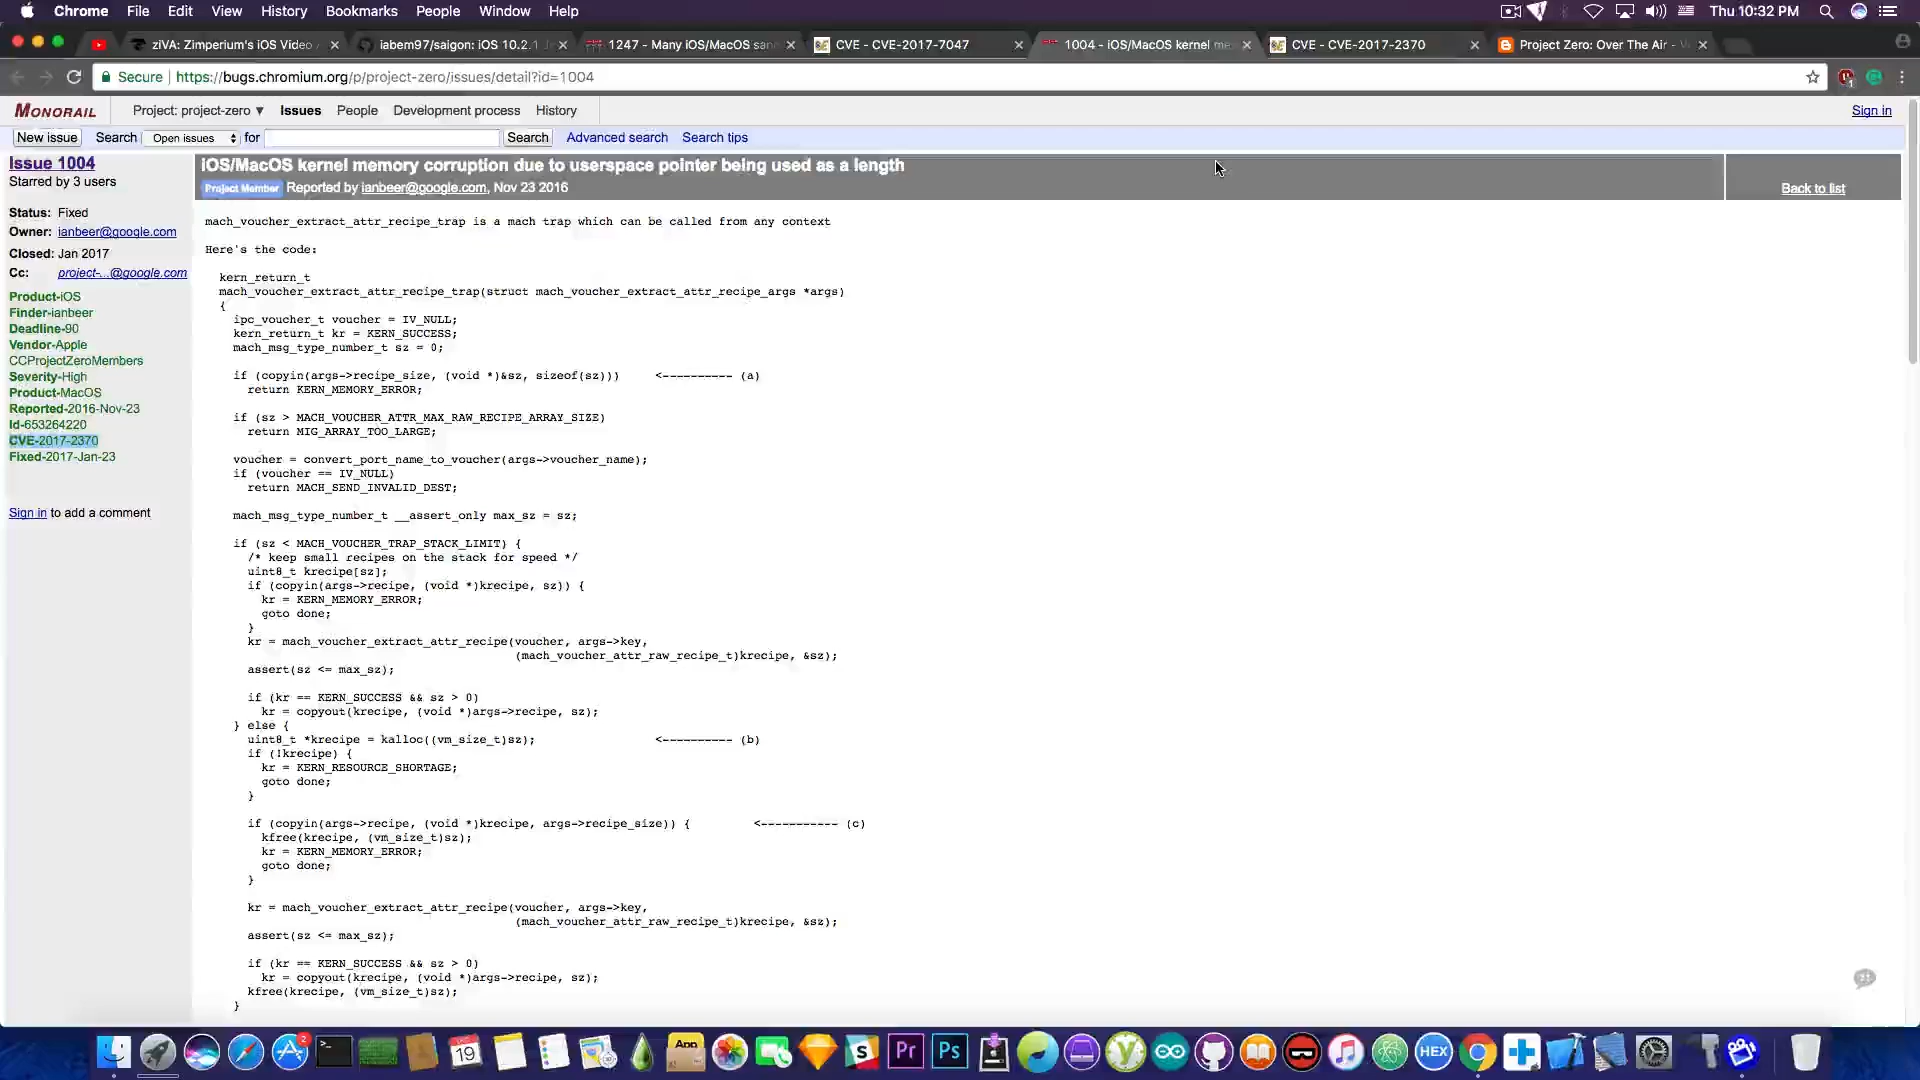 Chrome File Edit View History Bookmarks People Window Help Thu 10:32 PM
ziVA: Zimperium's iOS Video iabem97/saigon: iOS 10.2.1 1247 - Many iOS/MacOS san CVE - CVE-2017-7047 1004 - iOS/MacOS kernel me CVE - CVE-2017-2370 Project Zero: Over The Air -
Secure https://bugs.chromium.org/p/project-zero/issues/detail?id=1004
MONORAIL Project: project-zero ▼ Issues People Development process History Sign in
New issue Search Open issues for Search Advanced search Search tips
Issue 1004
Starred by 3 users
Status: Fixed
Owner: ianbeer@google.com
Closed: Jan 2017
Cc: project-...@google.com
Product-iOS
Finder-ianbeer
Deadline-90
Vendor-Apple
CCProjectZeroMembers
Severity-High
Product-MacOS
Reported-2016-Nov-23
Id-653264220
CVE-2017-2370
Fixed-2017-Jan-23
Sign in to add a comment
iOS/MacOS kernel memory corruption due to userspace pointer being used as a length
Project Member Reported by ianbeer@google.com, Nov 23 2016
Back to list
mach_voucher_extract_attr_recipe_trap is a mach trap which can be called from any context
Here's the code:
kern_return_t
mach_voucher_extract_attr_recipe_trap(struct mach_voucher_extract_attr_recipe_args *args)
{
ipc_voucher_t voucher = IV_NULL;
kern_return_t kr = KERN_SUCCESS;
mach_msg_type_number_t sz = 0;
if (copyin(args->recipe_size, (void *)&sz, sizeof(sz))) <---------- (a)
return KERN_MEMORY_ERROR;
if (sz > MACH_VOUCHER_ATTR_MAX_RAW_RECIPE_ARRAY_SIZE)
return MIG_ARRAY_TOO_LARGE;
voucher = convert_port_name_to_voucher(args->voucher_name);
if (voucher == IV_NULL)
return MACH_SEND_INVALID_DEST;
mach_msg_type_number_t __assert_only max_sz = sz;
if (sz < MACH_VOUCHER_TRAP_STACK_LIMIT) {
/* keep small recipes on the stack for speed */
uint8_t krecipe[sz];
if (copyin(args->recipe, (void *)krecipe, sz)) {
kr = KERN_MEMORY_ERROR;
goto done;
}
kr = mach_voucher_extract_attr_recipe(voucher, args->key,
(mach_voucher_attr_raw_recipe_t)krecipe, &sz);
assert(sz <= max_sz);
if (kr == KERN_SUCCESS && sz > 0)
kr = copyout(krecipe, (void *)args->recipe, sz);
} else {
uint8_t *krecipe = kalloc((vm_size_t)sz); <---------- (b)
if (!krecipe) {
kr = KERN_RESOURCE_SHORTAGE;
goto done;
}
if (copyin(args->recipe, (void *)krecipe, args->recipe_size)) { <----------- (c)
kfree(krecipe, (vm_size_t)sz);
kr = KERN_MEMORY_ERROR;
goto done;
}
kr = mach_voucher_extract_attr_recipe(voucher, args->key,
(mach_voucher_attr_raw_recipe_t)krecipe, &sz);
assert(sz <= max_sz);
if (kr == KERN_SUCCESS && sz > 0)
kr = copyout(krecipe, (void *)args->recipe, sz);
kfree(krecipe, (vm_size_t)sz);
}
2
19
App
S
Pr
Ps
HEX